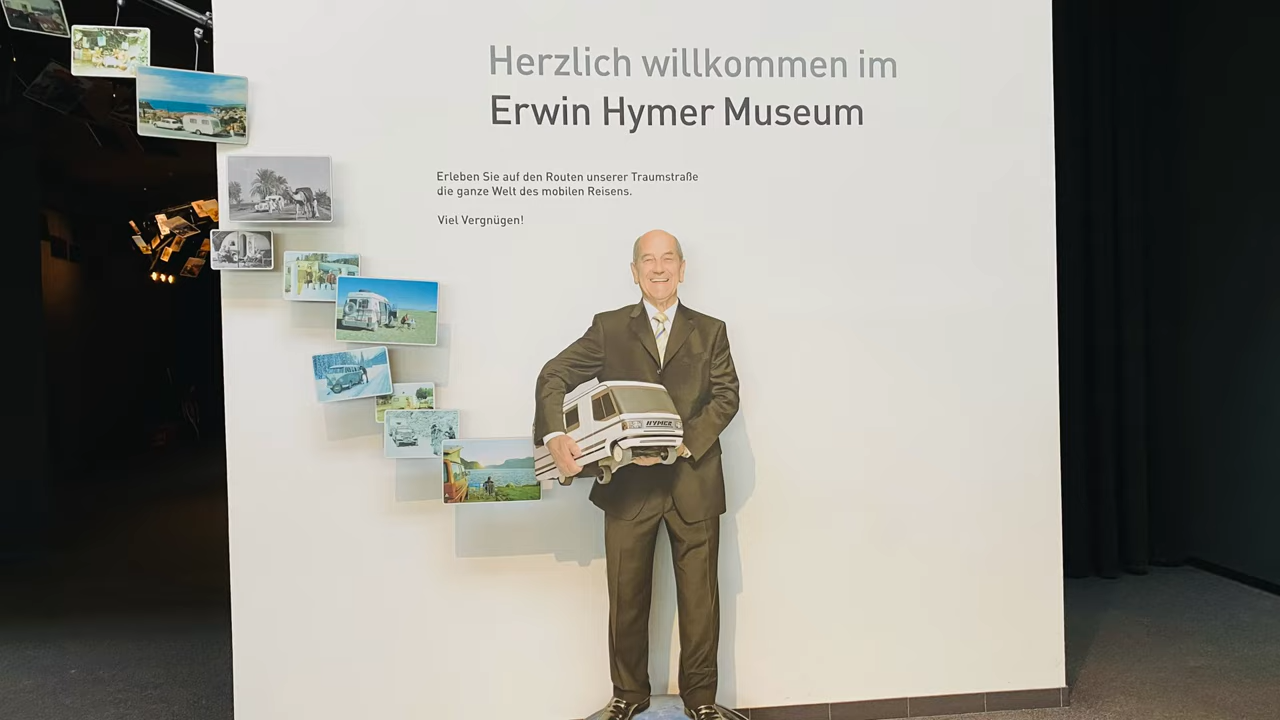 Herzlich willkommen im
Erwin Hymer Museum
Erleben Sie auf den Routen unserer Traumstraße
die ganze Welt des mobilen Reisens.
Viel Vergnügen!
HYMER